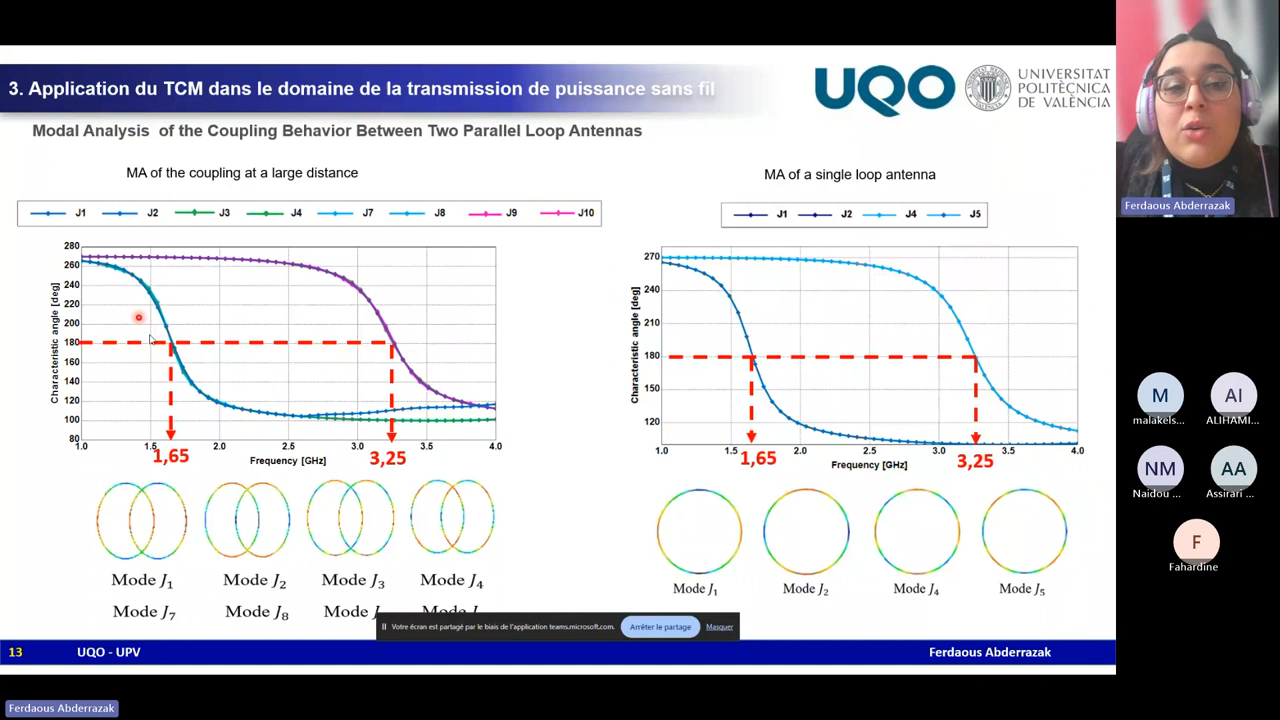 3. Application du TCM dans le domaine de la transmission de puissance sans fil
UQO
UNIVERSITAT
POLITÈCNICA
DE VALÈNCIA
Modal Analysis of the Coupling Behavior Between Two Parallel Loop Antennas
MA of the coupling at a large distance
J1 J2 J3 J4 J7 J8 J9 J10
Characteristic angle [deg]
280
260
240
220
200
180
160
140
120
100
80
1.0 1.5 2.0 2.5 3.0 3.5 4.0
1,65 3,25
Frequency [GHz]
Mode J1 Mode J2 Mode J3 Mode J4
Mode J7 Mode J8 Mode J Mode J
MA of a single loop antenna
J1 J2 J4 J5
Characteristic angle [deg]
270
240
210
180
150
120
1.0 1.5 2.0 2.5 3.0 3.5 4.0
1,65 3,25
Frequency [GHz]
Mode J1 Mode J2 Mode J4 Mode J5
Votre écran est partagé par le biais de l'application teams.microsoft.com. Arrêter le partage Masquer
13 UQO - UPV Ferdaous Abderrazak
Ferdaous Abderrazak
Ferdaous Abderrazak
M AI
malakels... ALIHAMI...
NM AA
Naidou ... Assirari ...
F
Fahardine